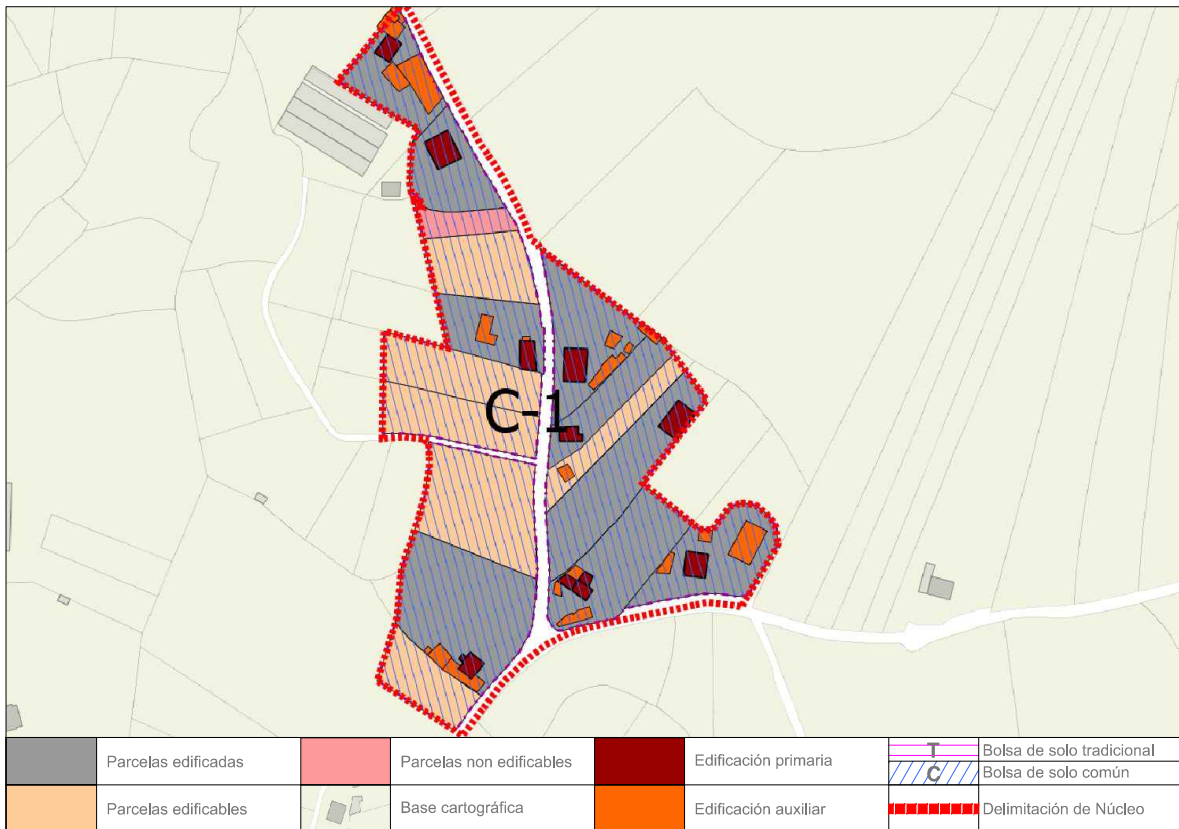 C-1
Parcelas edificadas
Parcelas non edificables
Edificación primaria
T
Bolsa de solo tradicional
C
Bolsa de solo común
Parcelas edificables
Base cartográfica
Edificación auxiliar
Delimitación de Núcleo